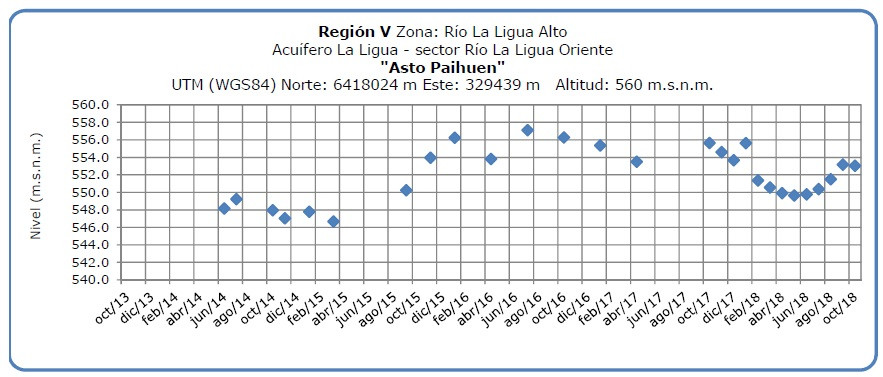 Región V Zona: Río La Ligua Alto
Acuífero La Ligua - sector Río La Ligua Oriente
"Asto Paihuen"
UTM (WGS84) Norte: 6418024 m Este: 329439 m Altitud: 560 m.s.n.m.
Nivel (m.s.n.m.)
560.0
558.0
556.0
554.0
552.0
550.0
548.0
546.0
544.0
542.0
540.0
oct/13
dic/13
feb/14
abr/14
jun/14
ago/14
oct/14
dic/14
feb/15
abr/15
jun/15
ago/15
oct/15
dic/15
feb/16
abr/16
jun/16
ago/16
oct/16
dic/16
feb/17
abr/17
jun/17
ago/17
oct/17
dic/17
feb/18
abr/18
jun/18
ago/18
oct/18